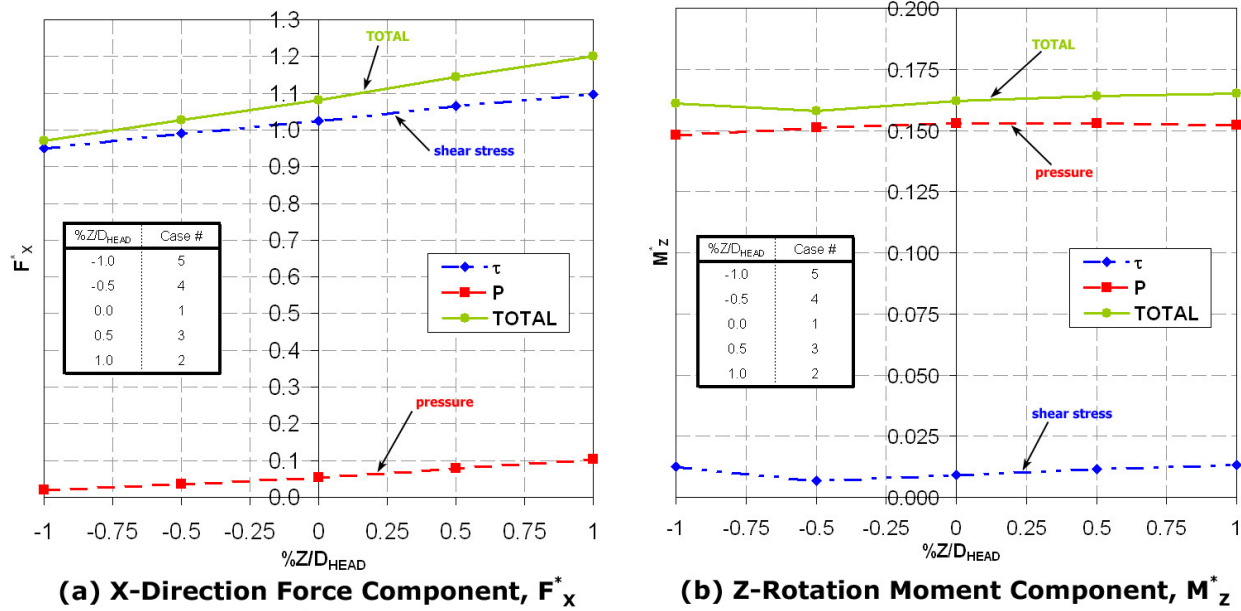 1.3
1.2
1.1
1.0
0.9
0.8
0.7
0.6
0.5
0.4
0.3
0.2
0.1
0.0
F*X
TOTAL
shear stress
%Z/DHEAD Case #
-1.0 5
-0.5 4
0.0 1
0.5 3
1.0 2
τ
P
TOTAL
pressure
-1 -0.75 -0.5 -0.25 0 0.25 0.5 0.75 1
%Z/DHEAD
(a) X-Direction Force Component, F*X
0.200
0.175
0.150
0.125
0.100
0.075
0.050
0.025
0.000
M*Z
TOTAL
pressure
%Z/DHEAD Case #
-1.0 5
-0.5 4
0.0 1
0.5 3
1.0 2
τ
P
TOTAL
shear stress
-1 -0.75 -0.5 -0.25 0 0.25 0.5 0.75 1
%Z/DHEAD
(b) Z-Rotation Moment Component, M*Z